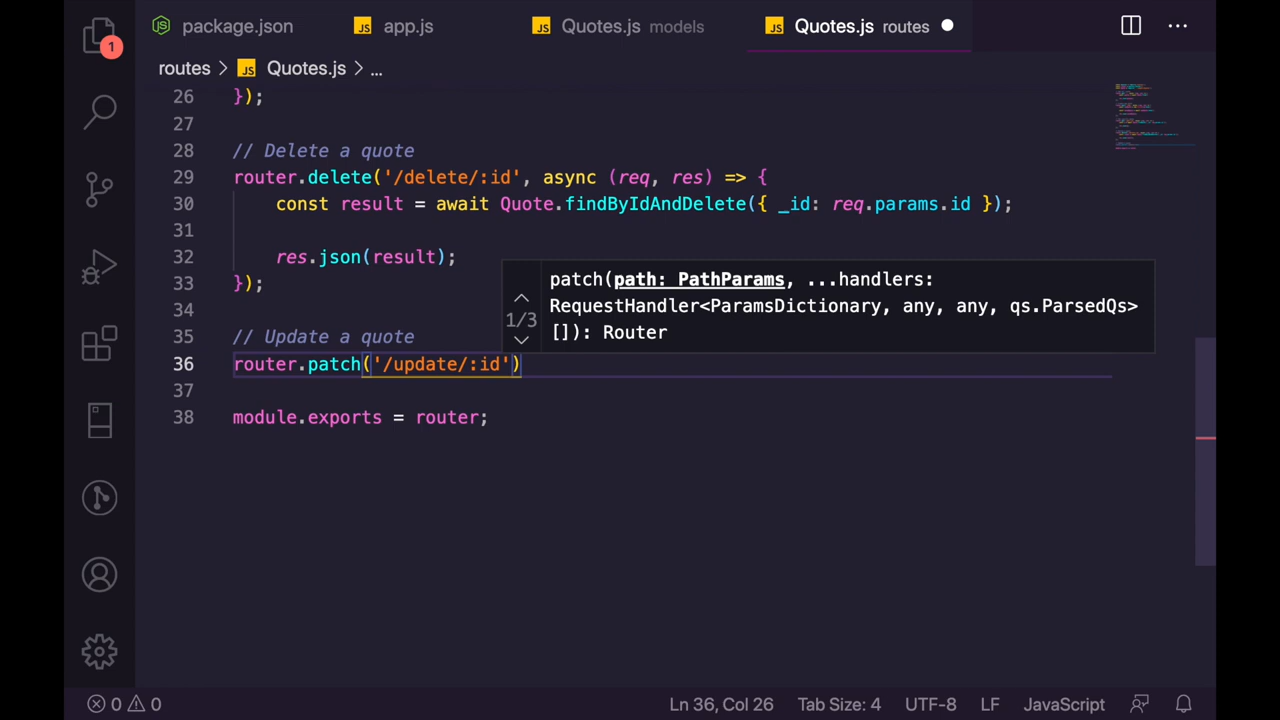 package.json
JS app.js
JS Quotes.js models
JS Quotes.js routes
1
routes > JS Quotes.js > ...
26 });
27
28 // Delete a quote
29 router.delete('/delete/:id', async (req, res) => {
30 const result = await Quote.findByIdAndDelete({ _id: req.params.id });
31
32 res.json(result);
33 });
34
35 // Update a quote
36 router.patch('/update/:id')
37
38 module.exports = router;
1/3
patch(path: PathParams, ...handlers:
RequestHandler<ParamsDictionary, any, any, qs.ParsedQs>
[]): Router
0 0
Ln 36, Col 26
Tab Size: 4
UTF-8
LF
JavaScript